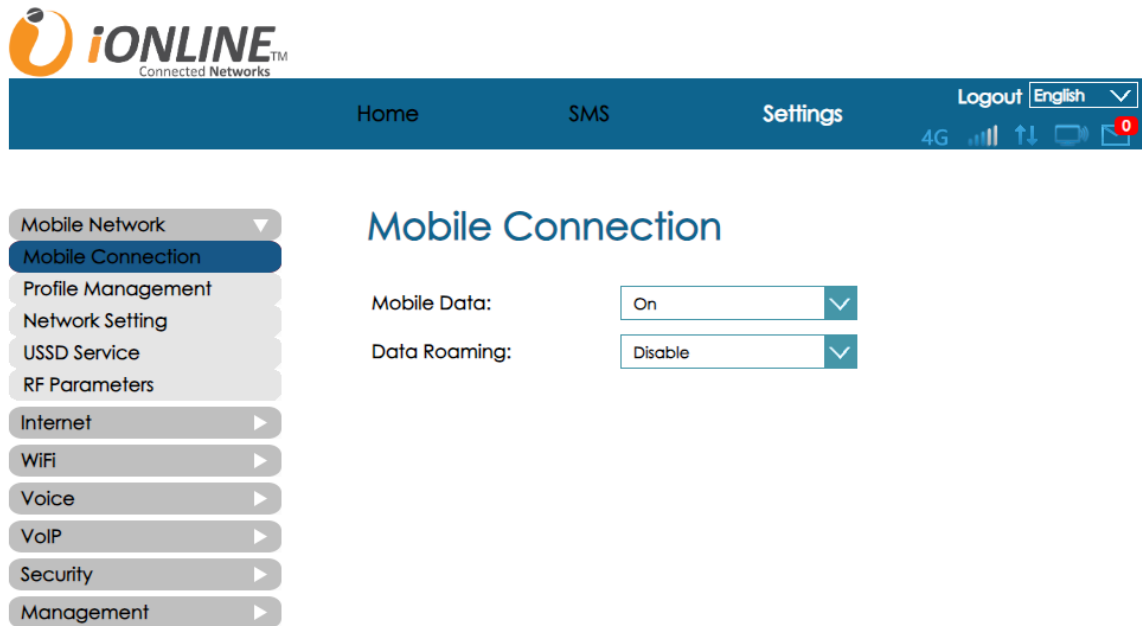 iONLINE™
Connected Networks
Logout English
Home SMS Settings
4G 0
Mobile Network
Mobile Connection
Profile Management
Network Setting
USSD Service
RF Parameters
Internet
WiFi
Voice
VoIP
Security
Management
Mobile Connection
Mobile Data: On
Data Roaming: Disable